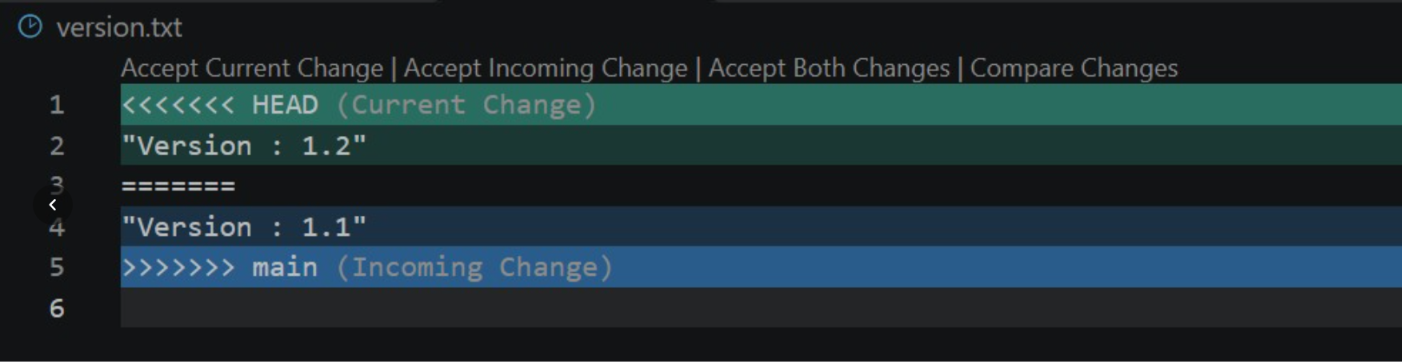 version.txt
Accept Current Change | Accept Incoming Change | Accept Both Changes | Compare Changes
1 <<<<<<< HEAD (Current Change)
2 "Version : 1.2"
3 =======
4 "Version : 1.1"
5 >>>>>>> main (Incoming Change)
6